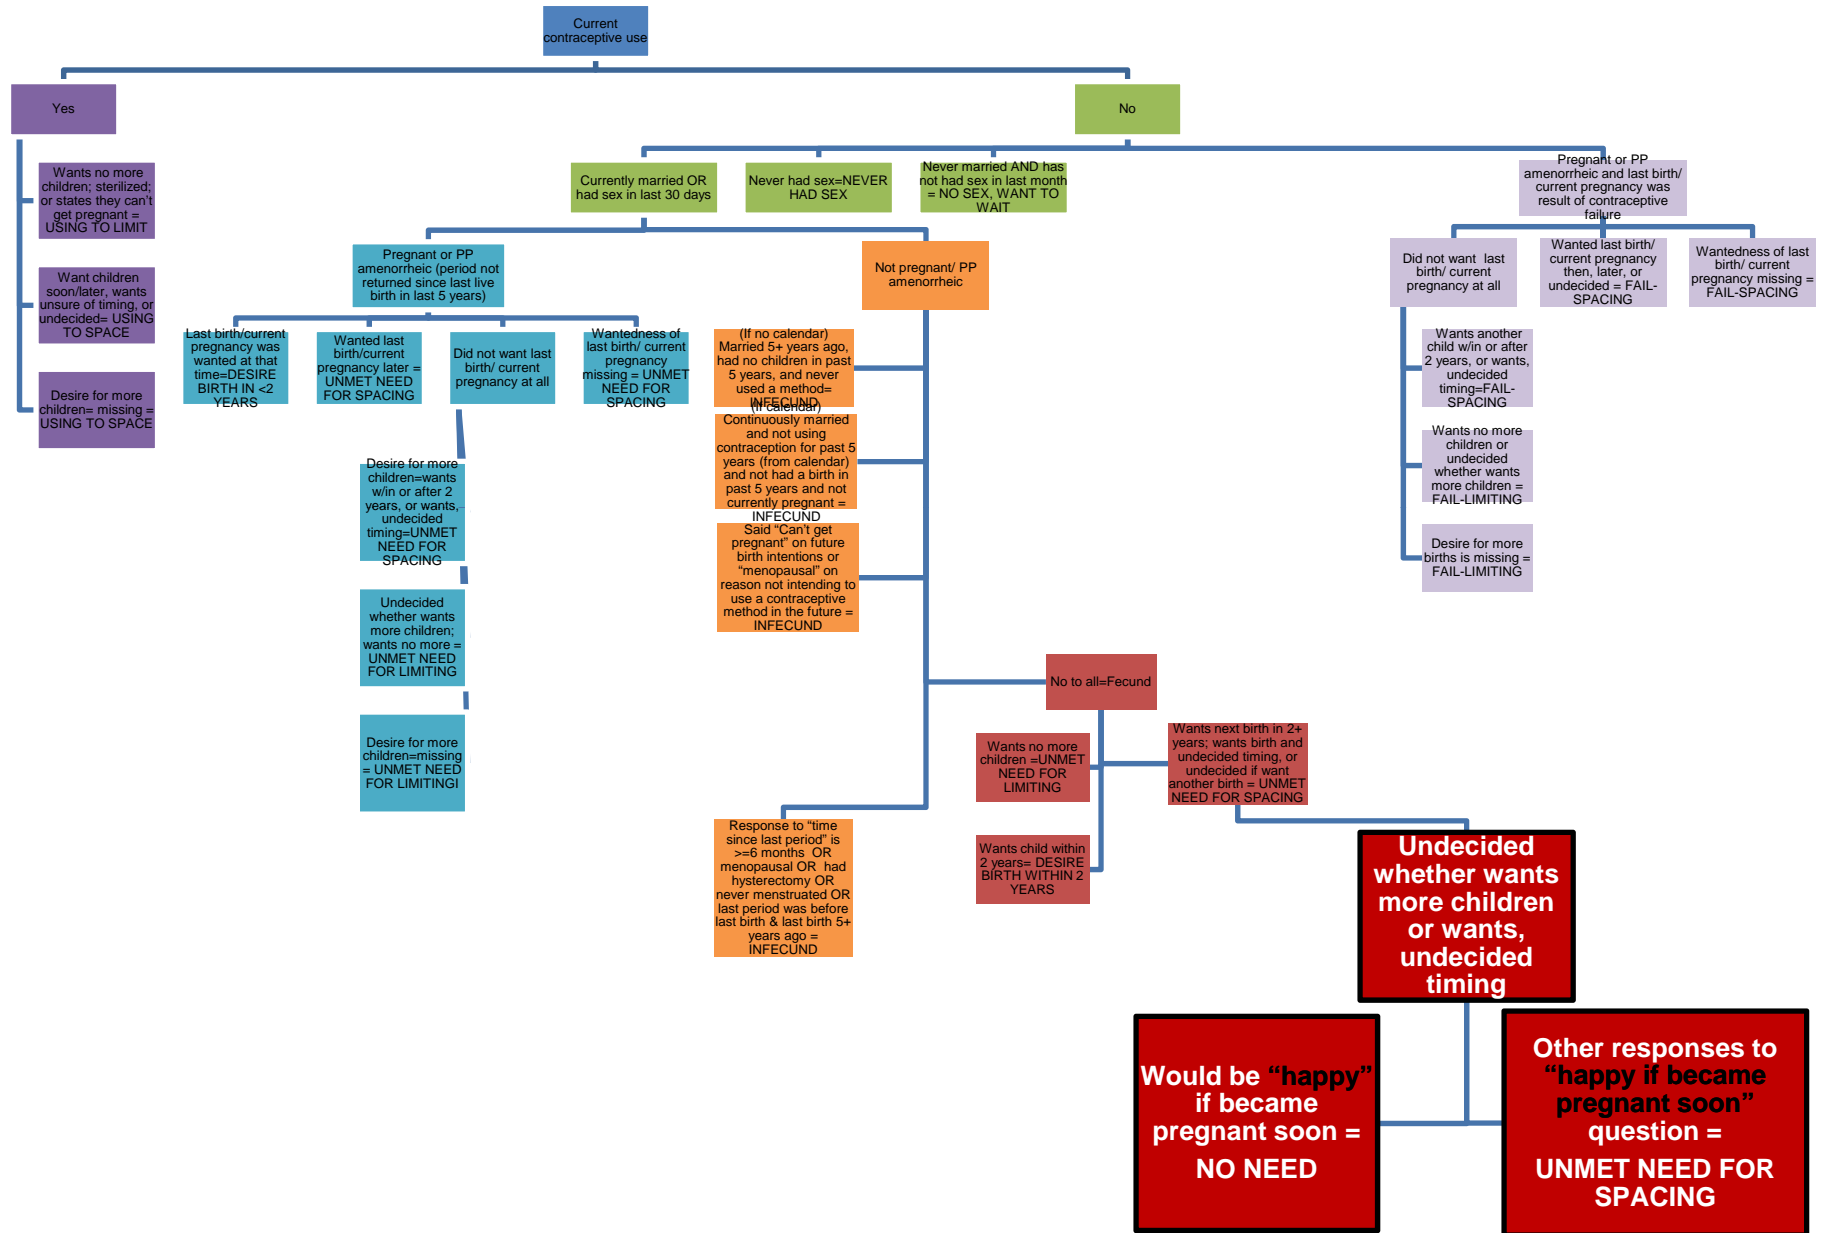 Current
contraceptive use
Yes
No
Wants no more
children; sterilized;
or states they can't
get pregnant =
USING TO LIMIT
Want children
soon/later, wants
unsure of timing, or
undecided= USING
TO SPACE
Desire for more
children= missing =
USING TO SPACE
Currently married OR
had sex in last 30 days
Never had sex=NEVER
HAD SEX
Never married AND has
not had sex in last month
= NO SEX, WANT TO
WAIT
Pregnant or PP
amenorrheic and last birth/
current pregnancy was
result of contraceptive
failure
Pregnant or PP
amenorrheic (period not
returned since last live
birth in last 5 years)
Not pregnant/ PP
amenorrheic
Last birth/current
pregnancy was
wanted at that
time=DESIRE
BIRTH IN <2
YEARS
Wanted last
birth/current
pregnancy later =
UNMET NEED
FOR SPACING
Did not want last
birth/ current
pregnancy at all
Wantedness of
last birth/ current
pregnancy
missing = UNMET
NEED FOR
SPACING
Desire for more
children=wants
w/in or after 2
years, or wants,
undecided
timing=UNMET
NEED FOR
SPACING
Undecided
whether wants
more children;
wants no more =
UNMET NEED
FOR LIMITING
Desire for more
children=missing
= UNMET NEED
FOR LIMITINGI
(If no calendar)
Married 5+ years ago,
had no children in past
5 years, and never
used a method=
INFECUND
(If calendar)
Continuously married
and not using
contraception for past 5
years (from calendar)
and not had a birth in
past 5 years and not
currently pregnant =
INFECUND
Said “Can't get
pregnant” on future
birth intentions or
“menopausal” on
reason not intending to
use a contraceptive
method in the future =
INFECUND
Response to “time
since last period” is
>=6 months OR
menopausal OR had
hysterectomy OR
never menstruated OR
last period was before
last birth & last birth 5+
years ago =
INFECUND
No to all=Fecund
Wants no more
children =UNMET
NEED FOR
LIMITING
Wants child within
2 years= DESIRE
BIRTH WITHIN 2
YEARS
Wants next birth in 2+
years; wants birth and
undecided timing, or
undecided if want
another birth = UNMET
NEED FOR SPACING
Undecided
whether wants
more children
or wants,
undecided
timing
Would be “happy”
if became
pregnant soon =
NO NEED
Other responses to
“happy if became
pregnant soon”
question =
UNMET NEED FOR
SPACING
Did not want last
birth/ current
pregnancy at all
Wanted last birth/
current pregnancy
then, later, or
undecided = FAIL-
SPACING
Wantedness of last
birth/ current
pregnancy missing =
FAIL-SPACING
Wants another
child w/in or after
2 years, or wants,
undecided
timing=FAIL-
SPACING
Wants no more
children or
undecided
whether wants
more children =
FAIL-LIMITING
Desire for more
births is missing =
FAIL-LIMITING